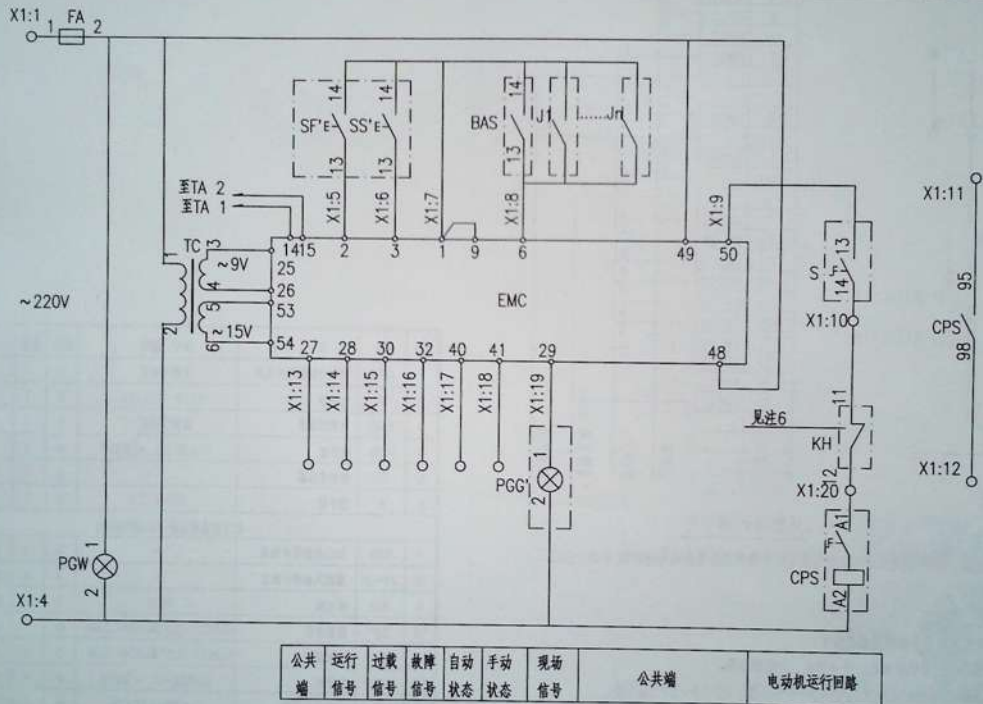 X1:1
1
FA
2
14
14
SF'E
SS'E
13
13
14
BAS
13
J1
......Jn
至TA 2
至TA 1
X1:5
X1:6
X1:7
X1:8
X1:9
X1:11
TC
1
2
3
~9V
4
5
~15V
6
~220V
14 15
2
3
1
9
6
49
50
25
26
53
54
EMC
27
28
30
32
40
41
29
48
13
S
14
X1:10
95
CPS
98
X1:12
X1:13
X1:14
X1:15
X1:16
X1:17
X1:18
X1:19
见注6
11
KH
12
X1:20
1
PGG'
2
A1
CPS
A2
PGW
1
2
X1:4
公共端
运行信号
过载信号
故障信号
自动状态
手动状态
现场信号
公共端
电动机运行回路